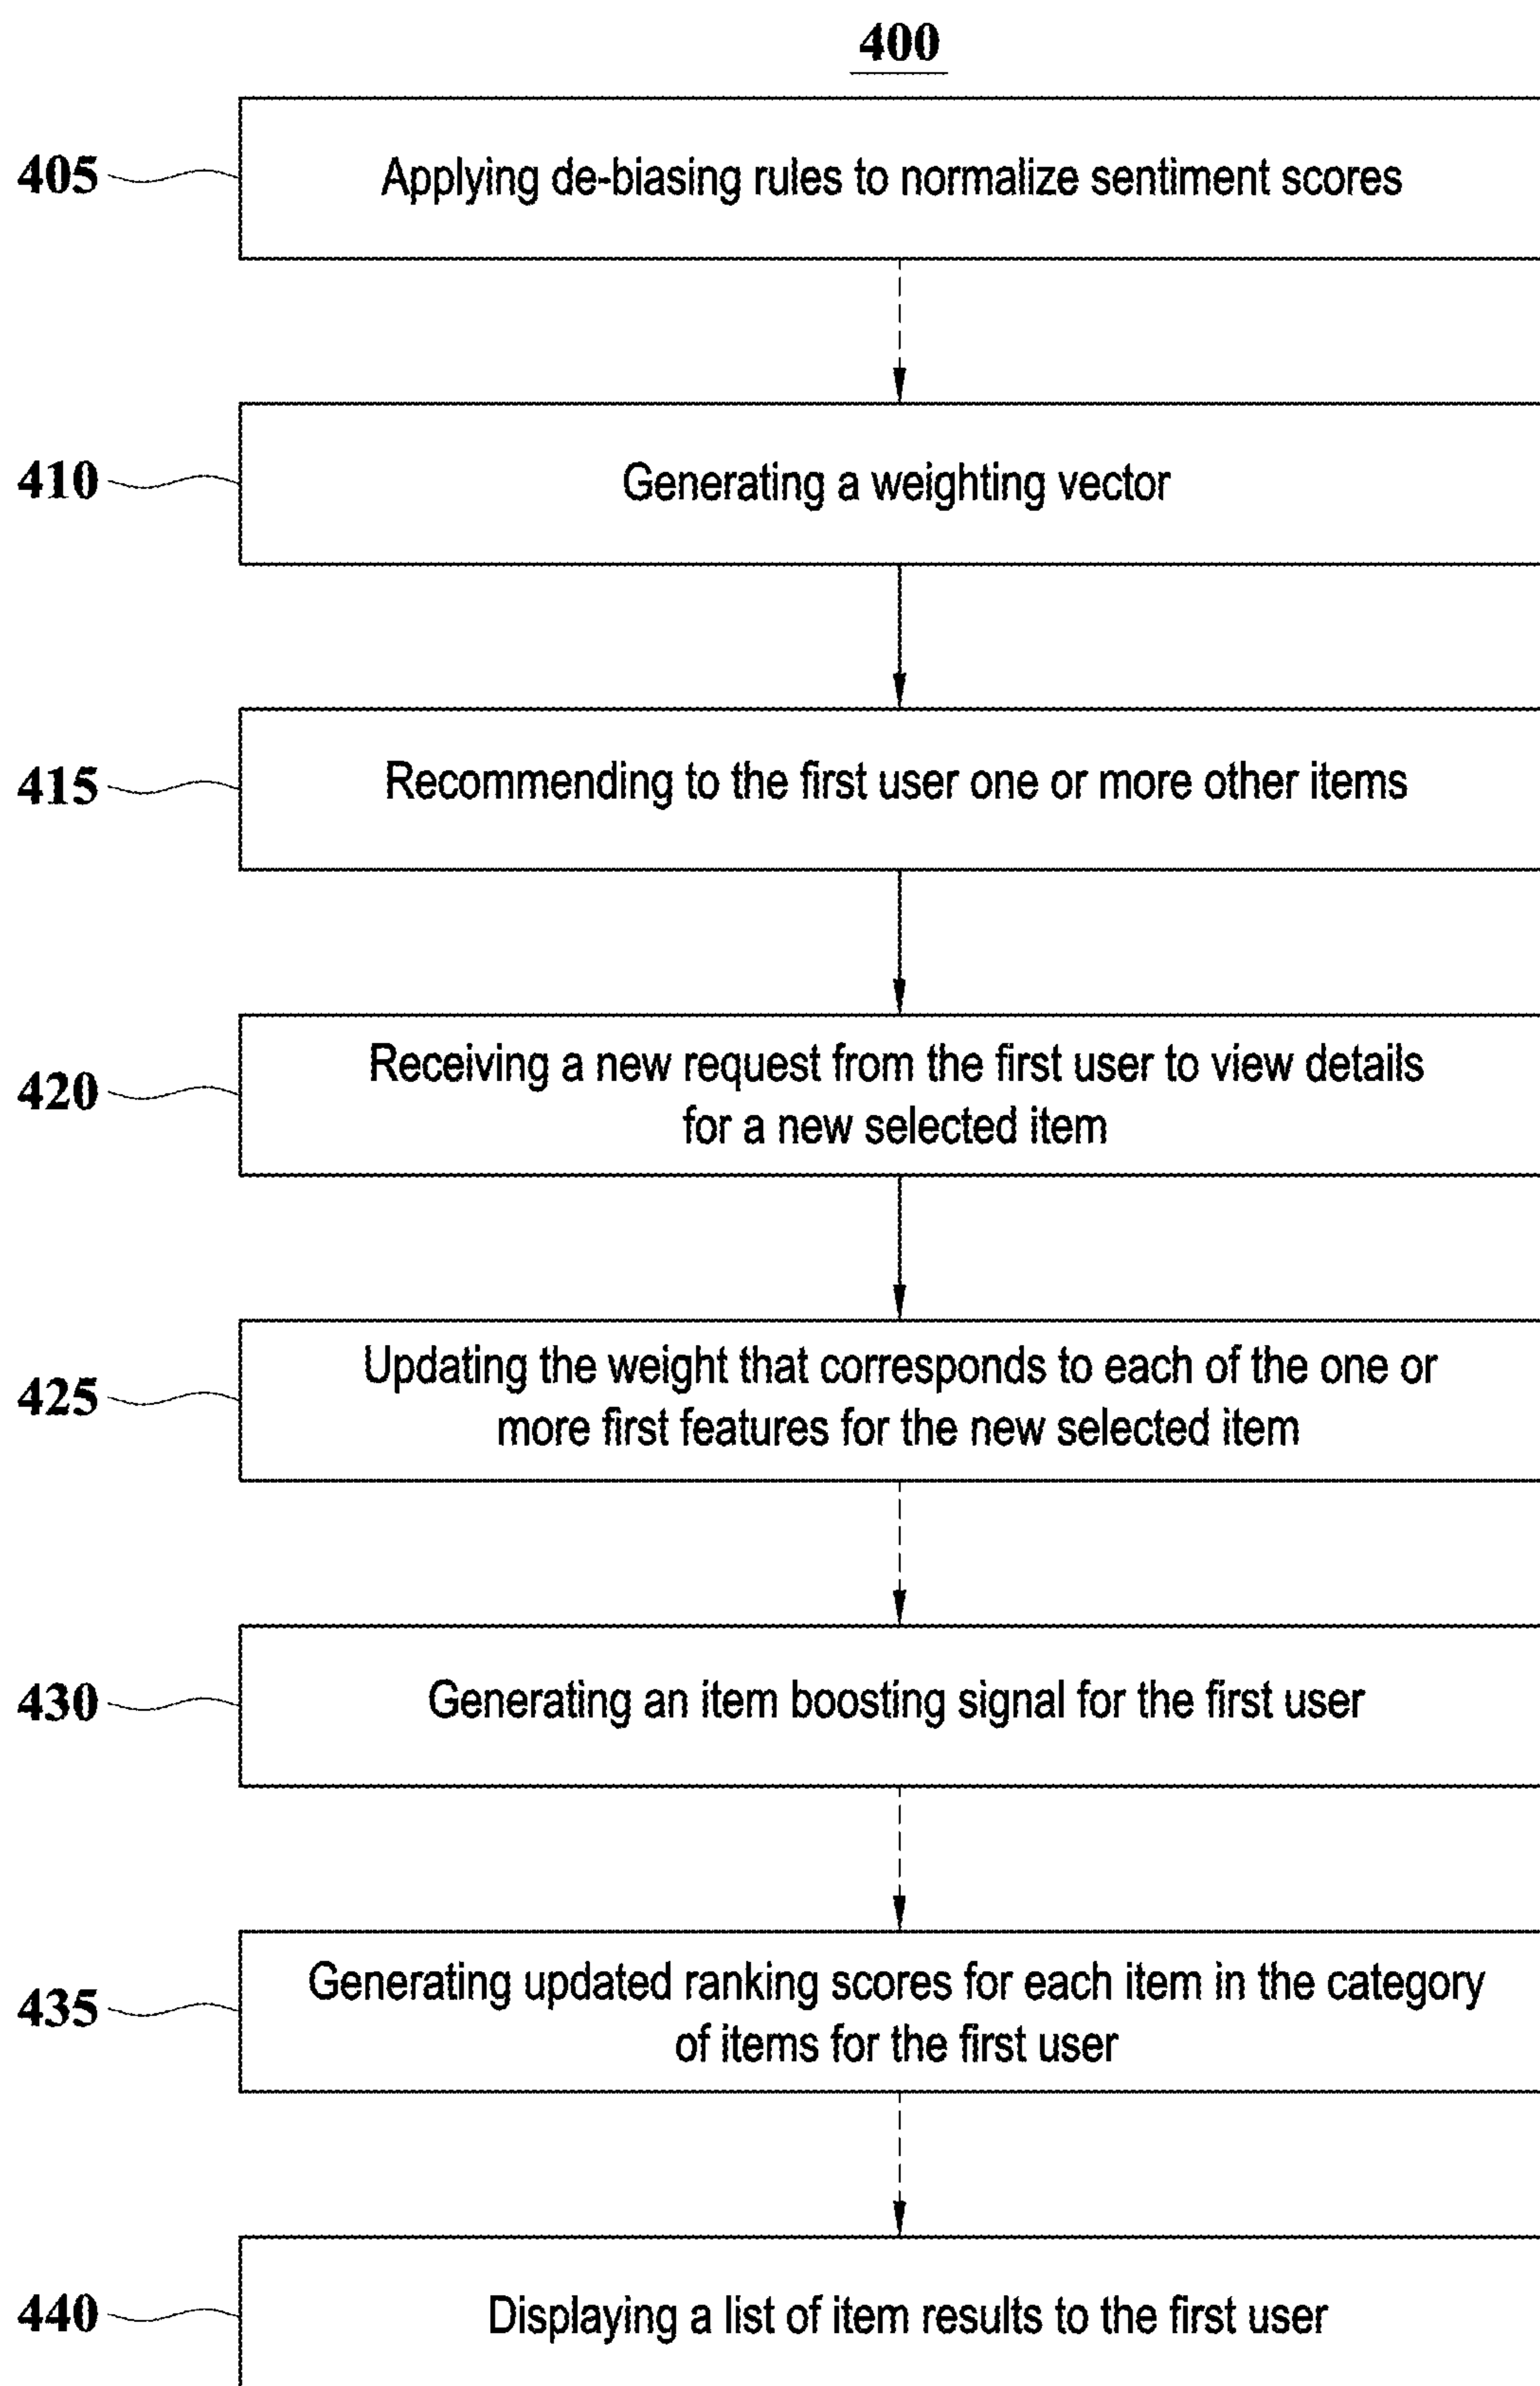 400
405
Applying de-biasing rules to normalize sentiment scores
410
Generating a weighting vector
415
Recommending to the first user one or more other items
420
Receiving a new request from the first user to view details
for a new selected item
425
Updating the weight that corresponds to each of the one or
more first features for the new selected item
430
Generating an item boosting signal for the first user
435
Generating updated ranking scores for each item in the category
of items for the first user
440
Displaying a list of item results to the first user